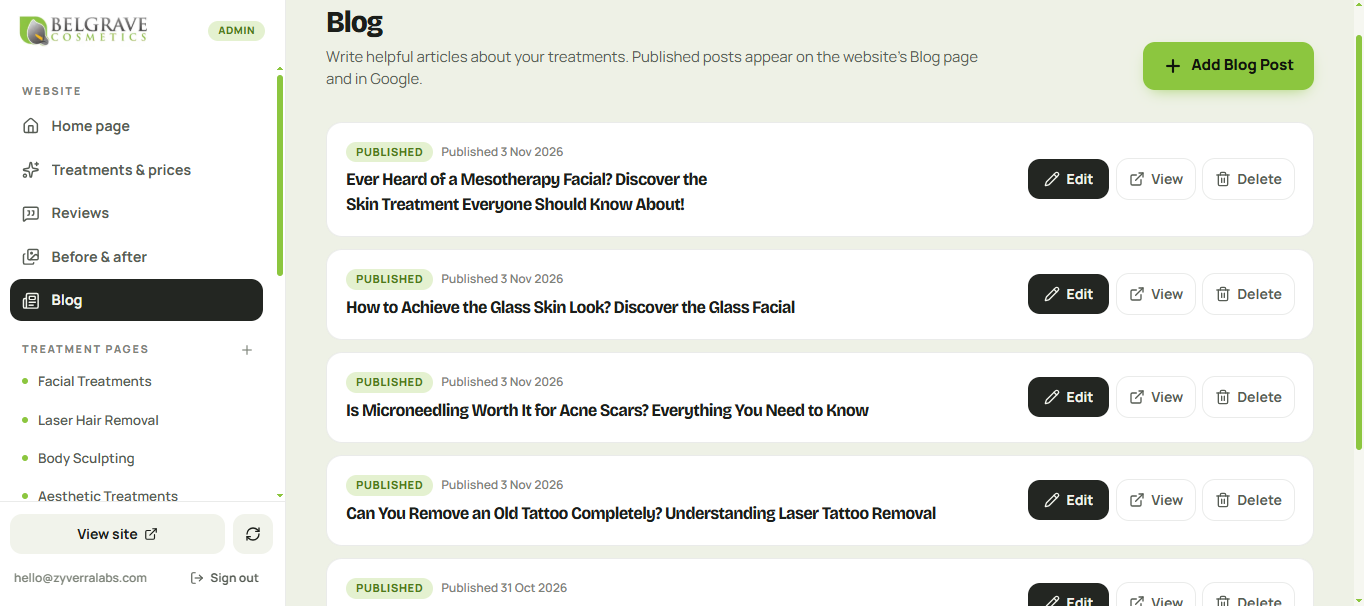 BELGRAVE
COSMETICS
ADMIN
WEBSITE
Home page
Treatments & prices
Reviews
Before & after
Blog
TREATMENT PAGES
Facial Treatments
Laser Hair Removal
Body Sculpting
Aesthetic Treatments
View site
hello@zyverralabs.com
Sign out
Blog
Write helpful articles about your treatments. Published posts appear on the website's Blog page
and in Google.
+ Add Blog Post
PUBLISHED Published 3 Nov 2026
Ever Heard of a Mesotherapy Facial? Discover the
Skin Treatment Everyone Should Know About!
Edit View Delete
PUBLISHED Published 3 Nov 2026
How to Achieve the Glass Skin Look? Discover the Glass Facial
Edit View Delete
PUBLISHED Published 3 Nov 2026
Is Microneedling Worth It for Acne Scars? Everything You Need to Know
Edit View Delete
PUBLISHED Published 3 Nov 2026
Can You Remove an Old Tattoo Completely? Understanding Laser Tattoo Removal
Edit View Delete
PUBLISHED Published 31 Oct 2026
Edit View Delete